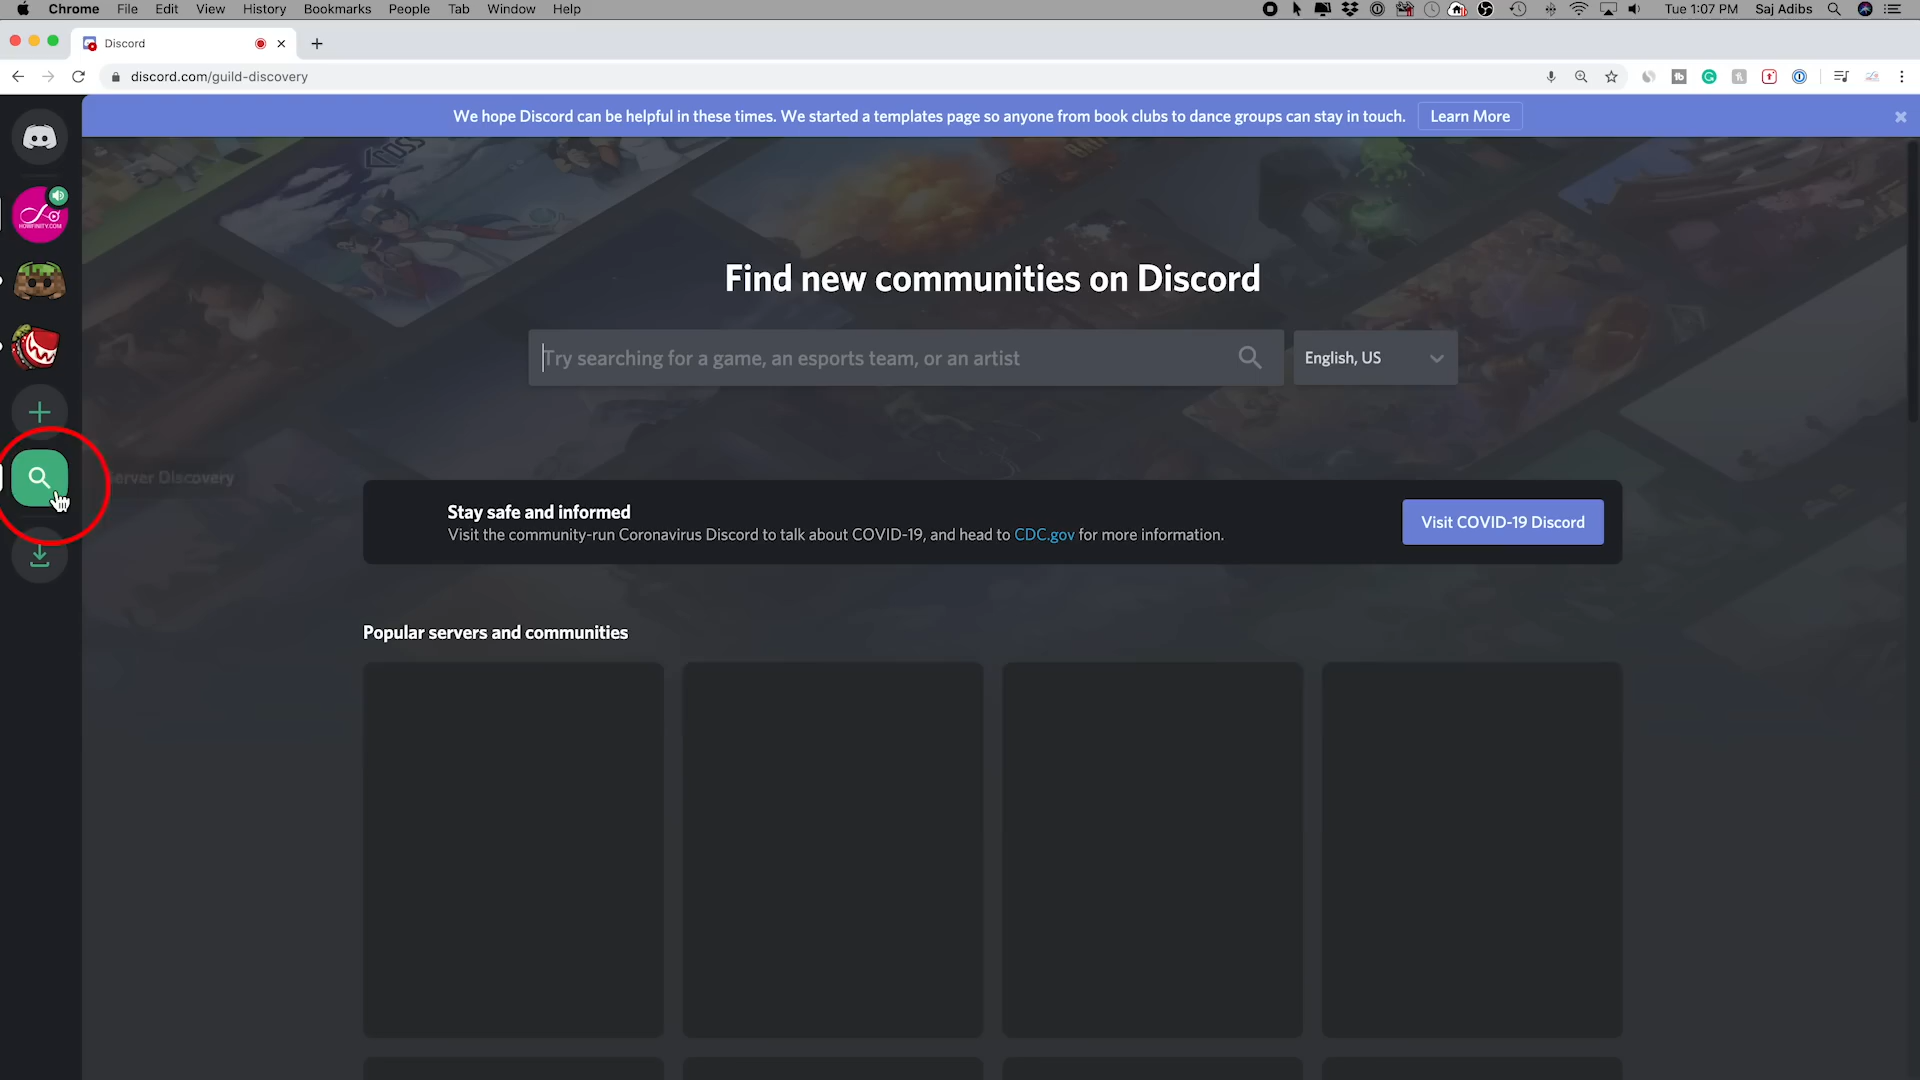 Chrome File Edit View History Bookmarks People Tab Window Help Tue 1:07 PM Saj Adibs
Discord
discord.com/guild-discovery
We hope Discord can be helpful in these times. We started a templates page so anyone from book clubs to dance groups can stay in touch. Learn More
HOWFINITY.COM
Find new communities on Discord
Try searching for a game, an esports team, or an artist English, US
Server Discovery
Stay safe and informed
Visit the community-run Coronavirus Discord to talk about COVID-19, and head to CDC.gov for more information.
Visit COVID-19 Discord
Popular servers and communities